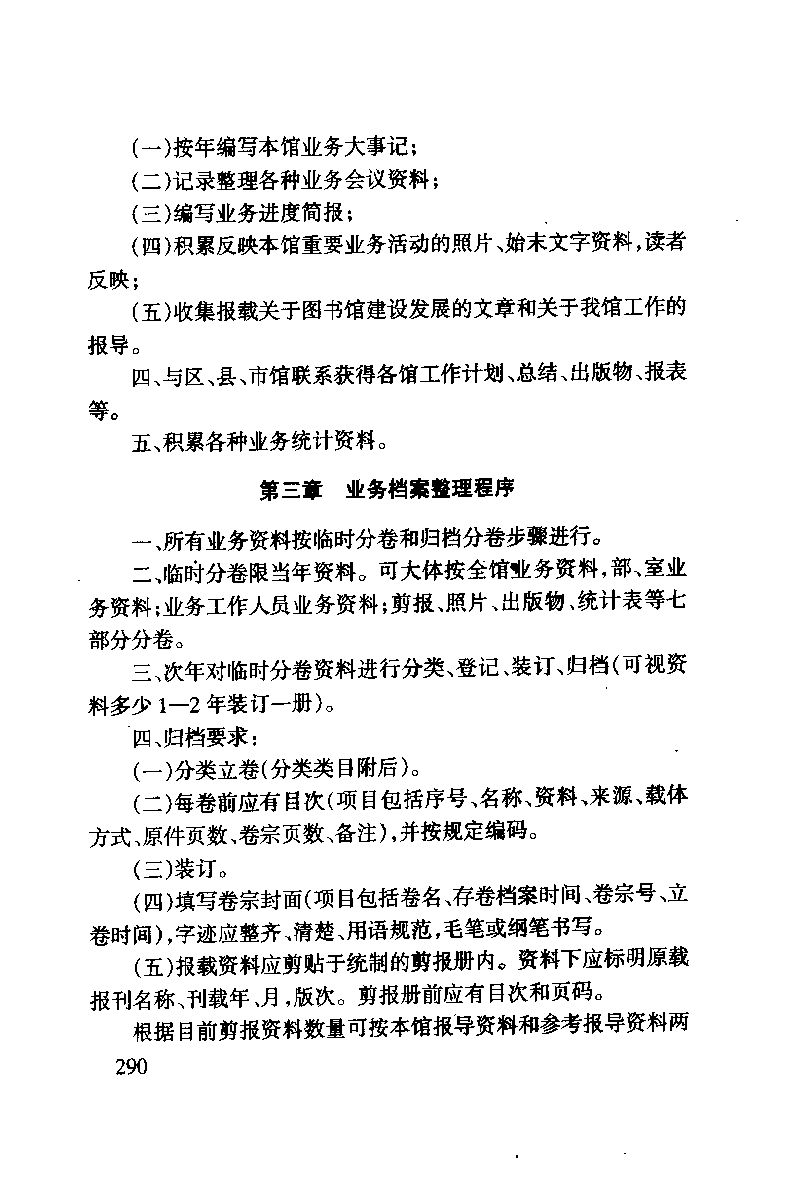 (一)按年编写本馆业务大事记；
(二)记录整理各种业务会议资料；
(三)编写业务进度简报；
(四)积累反映本馆重要业务活动的照片、始末文字资料，读者
反映；
(五)收集报载关于图书馆建设发展的文章和关于我馆工作的
报导。
四、与区、县、市馆联系获得各馆工作计划、总结、出版物、报表
等。
五、积累各种业务统计资料。
第三章 业务档案整理程序
一、所有业务资料按临时分卷和归档分卷步骤进行。
二、临时分卷限当年资料。可大体按全馆业务资料，部、室业
务资料；业务工作人员业务资料；剪报、照片、出版物、统计表等七
部分分卷。
三、次年对临时分卷资料进行分类、登记、装订、归档(可视资
料多少1—2年装订一册)。
四、归档要求：
(一)分类立卷(分类类目附后)。
(二)每卷前应有目次(项目包括序号、名称、资料、来源、载体
方式、原件页数、卷宗页数、备注)，并按规定编码。
(三)装订。
(四)填写卷宗封面(项目包括卷名、存卷档案时间、卷宗号、立
卷时间)，字迹应整齐、清楚、用语规范，毛笔或钢笔书写。
(五)报载资料应剪贴于统制的剪报册内。资料下应标明原载
报刊名称、刊载年、月，版次。剪报册前应有目次和页码。
根据目前剪报资料数量可按本馆报导资料和参考报导资料两
290